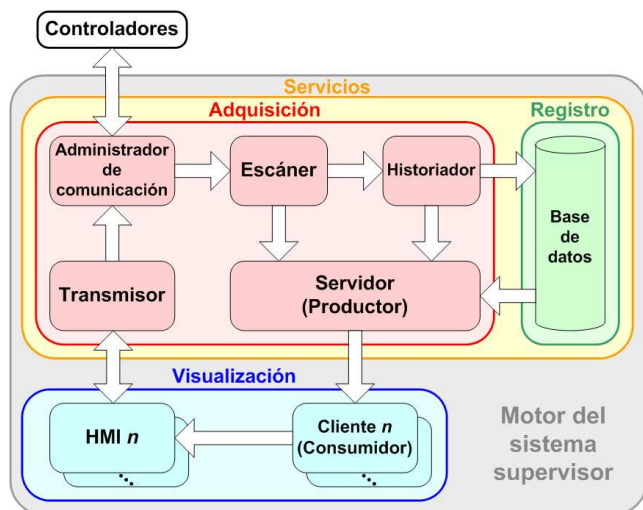 Controladores
Servicios
Adquisición
Registro
Administrador
de
comunicación
Escáner
Historiador
Base
de
datos
Transmisor
Servidor
(Productor)
Visualización
HMI n
Cliente n
(Consumidor)
Motor del
sistema
supervisor